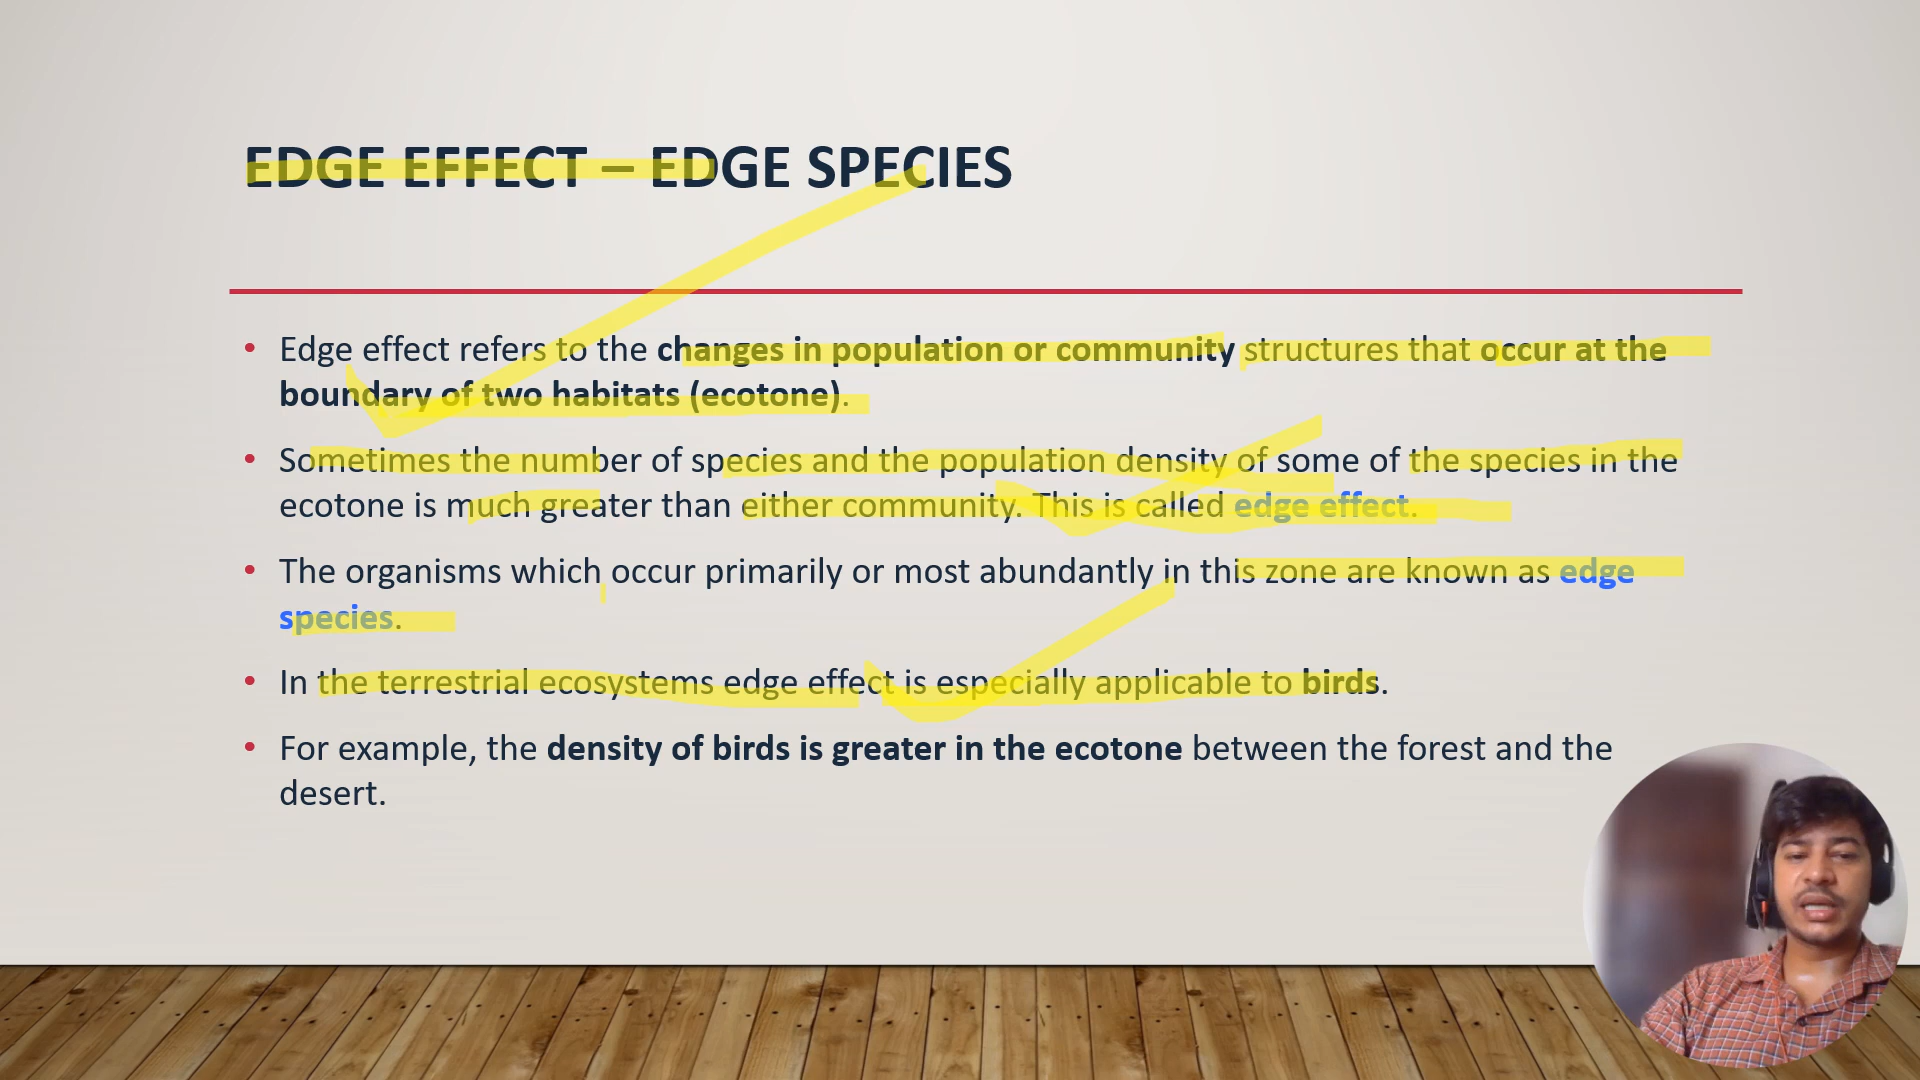 EDGE EFFECT – EDGE SPECIES
• Edge effect refers to the changes in population or community structures that occur at the
boundary of two habitats (ecotone).
• Sometimes the number of species and the population density of some of the species in the
ecotone is much greater than either community. This is called edge effect.
• The organisms which occur primarily or most abundantly in this zone are known as edge
species.
• In the terrestrial ecosystems edge effect is especially applicable to birds.
• For example, the density of birds is greater in the ecotone between the forest and the
desert.